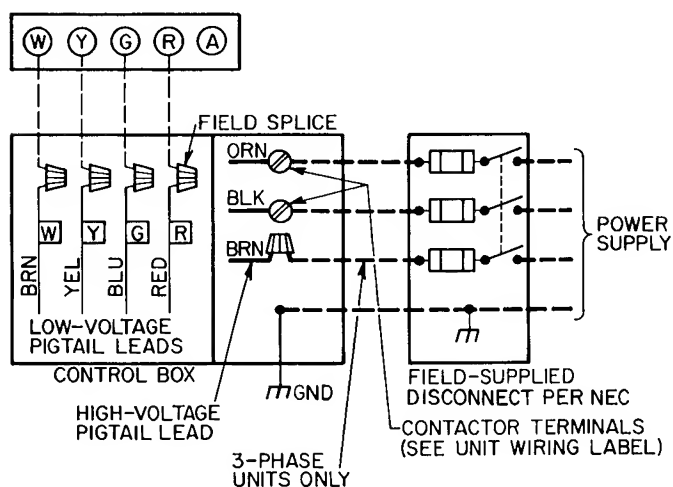 W Y G R A
FIELD SPLICE
ORN
BLK
BRN
W Y G R
BRN YEL BLU RED
POWER
SUPPLY
LOW-VOLTAGE
PIGTAIL LEADS
CONTROL BOX
GND
HIGH-VOLTAGE
PIGTAIL LEAD
3-PHASE
UNITS ONLY
FIELD-SUPPLIED
DISCONNECT PER NEC
CONTACTOR TERMINALS
(SEE UNIT WIRING LABEL)